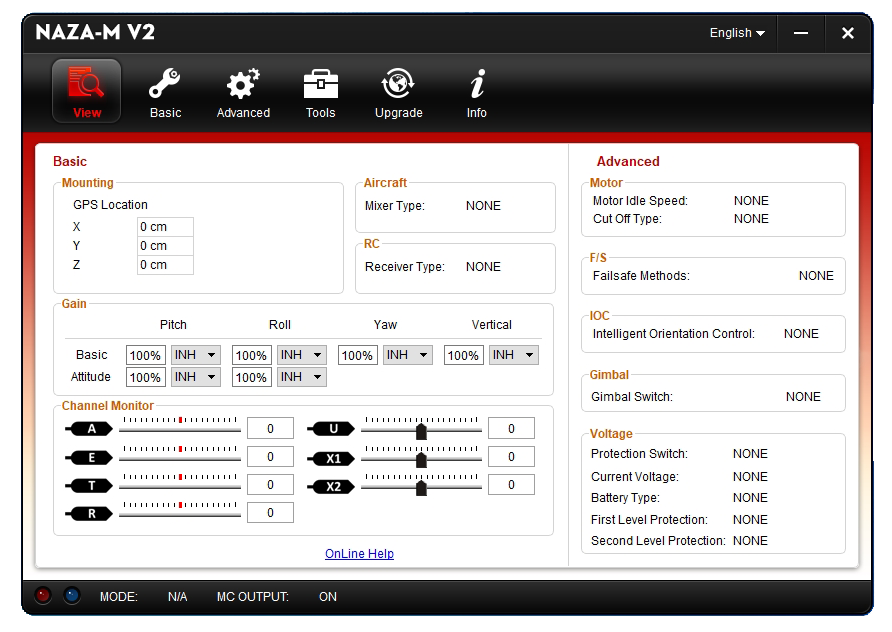 NAZA-M V2
English
View
Basic
Advanced
Tools
Upgrade
Info
Basic
Mounting
GPS Location
X 0 cm
Y 0 cm
Z 0 cm
Aircraft
Mixer Type: NONE
RC
Receiver Type: NONE
Gain
Pitch Roll Yaw Vertical
Basic 100% INH 100% INH 100% INH 100% INH
Attitude 100% INH 100% INH
Channel Monitor
A 0 U 0
E 0 X1 0
T 0 X2 0
R 0
OnLine Help
Advanced
Motor
Motor Idle Speed: NONE
Cut Off Type: NONE
F/S
Failsafe Methods: NONE
IOC
Intelligent Orientation Control: NONE
Gimbal
Gimbal Switch: NONE
Voltage
Protection Switch: NONE
Current Voltage: NONE
Battery Type: NONE
First Level Protection: NONE
Second Level Protection: NONE
MODE: N/A MC OUTPUT: ON